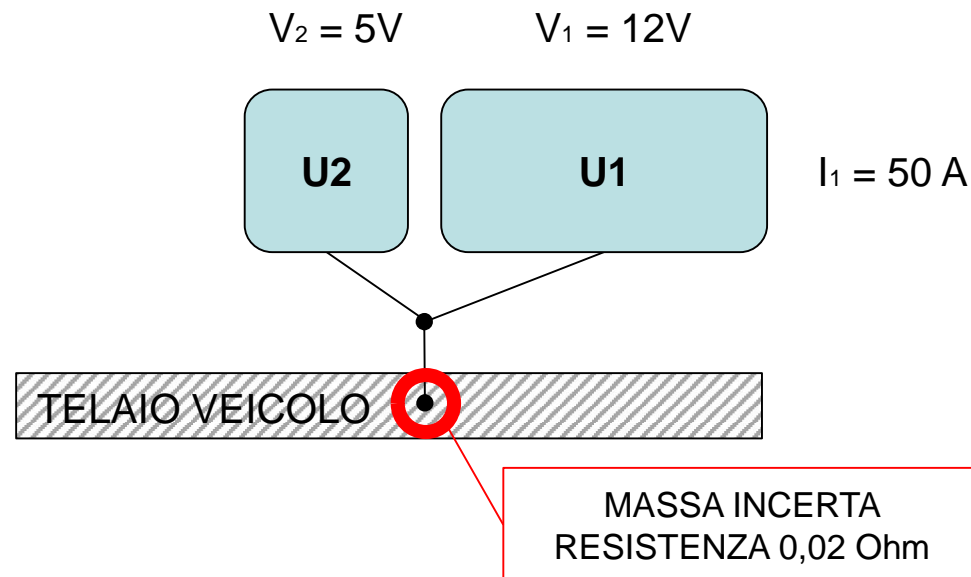 V₂ = 5V V₁ = 12V
U2 U1 I₁ = 50 A
TELAIO VEICOLO
MASSA INCERTA
RESISTENZA 0,02 Ohm